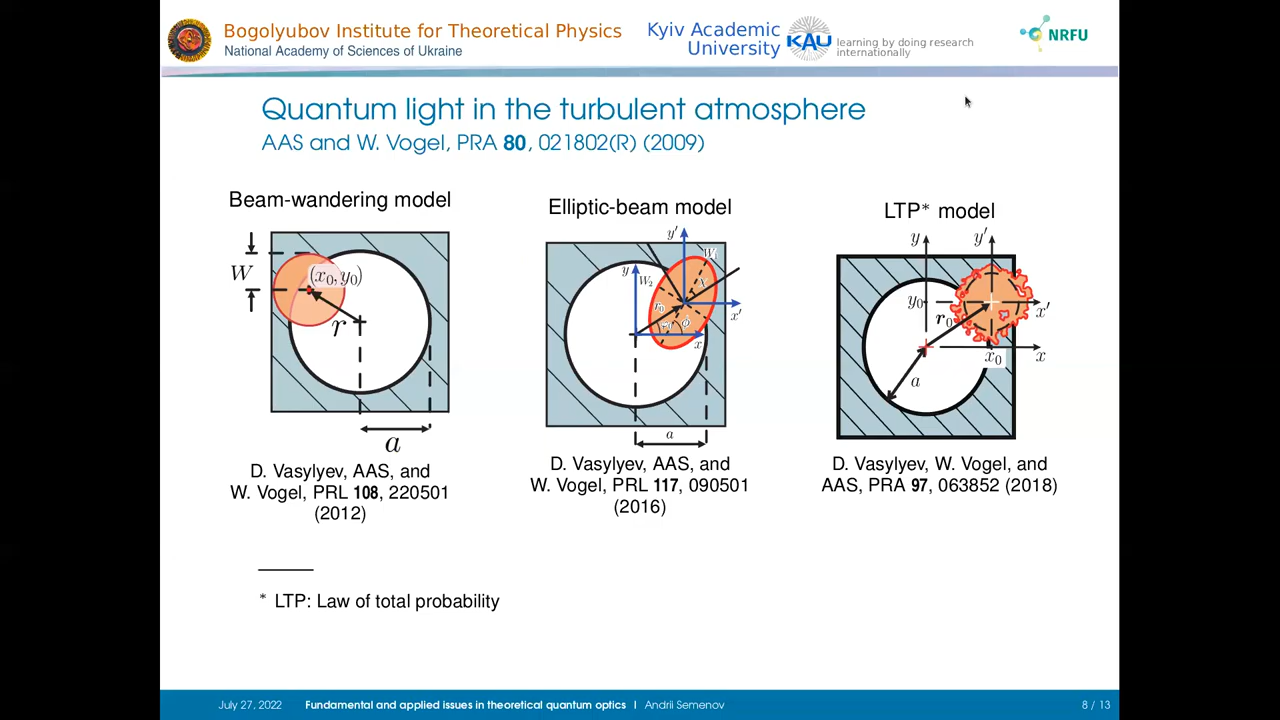 Bogolyubov Institute for Theoretical Physics
National Academy of Sciences of Ukraine
Kyiv Academic
University
KAU
learning by doing research
internationally
NRFU
Quantum light in the turbulent atmosphere
AAS and W. Vogel, PRA 80, 021802(R) (2009)
Beam-wandering model
W
(x₀, y₀)
r
a
D. Vasylyev, AAS, and
W. Vogel, PRL 108, 220501
(2012)
Elliptic-beam model
y′
y
W₁
W₂
χ
r₀
x′
φ
x
a
D. Vasylyev, AAS, and
W. Vogel, PRL 117, 090501
(2016)
LTP* model
y
y′
y₀
r₀
x′
x₀
x
a
D. Vasylyev, W. Vogel, and
AAS, PRA 97, 063852 (2018)
* LTP: Law of total probability
July 27, 2022
Fundamental and applied issues in theoretical quantum optics | Andrii Semenov
8 / 13